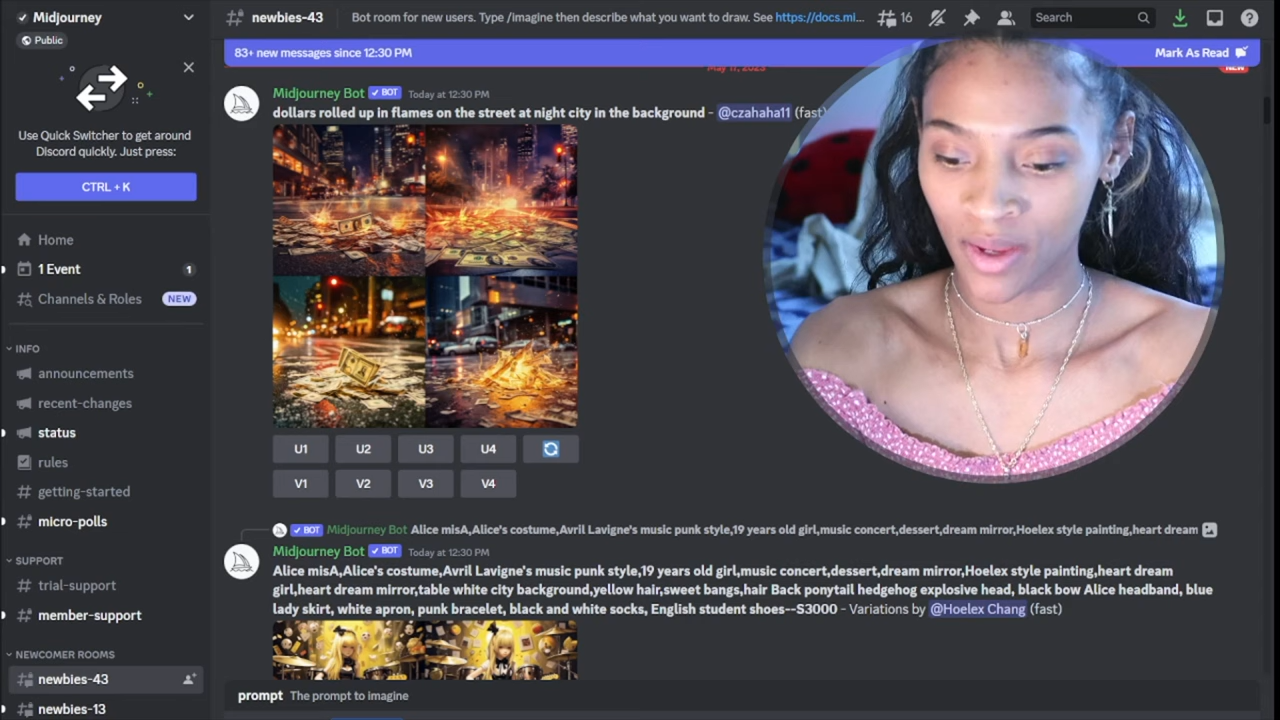 Midjourney
Public
Use Quick Switcher to get around
Discord quickly. Just press:
CTRL + K
Home
1 Event
1
Channels & Roles
NEW
INFO
announcements
recent-changes
status
rules
getting-started
micro-polls
SUPPORT
trial-support
member-support
NEWCOMER ROOMS
newbies-43
newbies-13
newbies-43 Bot room for new users. Type /imagine then describe what you want to draw. See https://docs.mi... 16 Search
83+ new messages since 12:30 PM Mark As Read
May 17, 2023 NEW
Midjourney Bot BOT Today at 12:30 PM
dollars rolled up in flames on the street at night city in the background - @czahaha11 (fast)
U1 U2 U3 U4
V1 V2 V3 V4
BOT Midjourney Bot Alice misA,Alice's costume,Avril Lavigne's music punk style,19 years old girl,music concert,dessert,dream mirror,Hoelex style painting,heart dream
Midjourney Bot BOT Today at 12:30 PM
Alice misA,Alice's costume,Avril Lavigne's music punk style,19 years old girl,music concert,dessert,dream mirror,Hoelex style painting,heart dream
girl,heart dream mirror,table white city background,yellow hair,sweet bangs,hair Back ponytail hedgehog explosive head, black bow Alice headband, blue
lady skirt, white apron, punk bracelet, black and white socks, English student shoes--S3000 - Variations by @Hoelex Chang (fast)
prompt The prompt to imagine